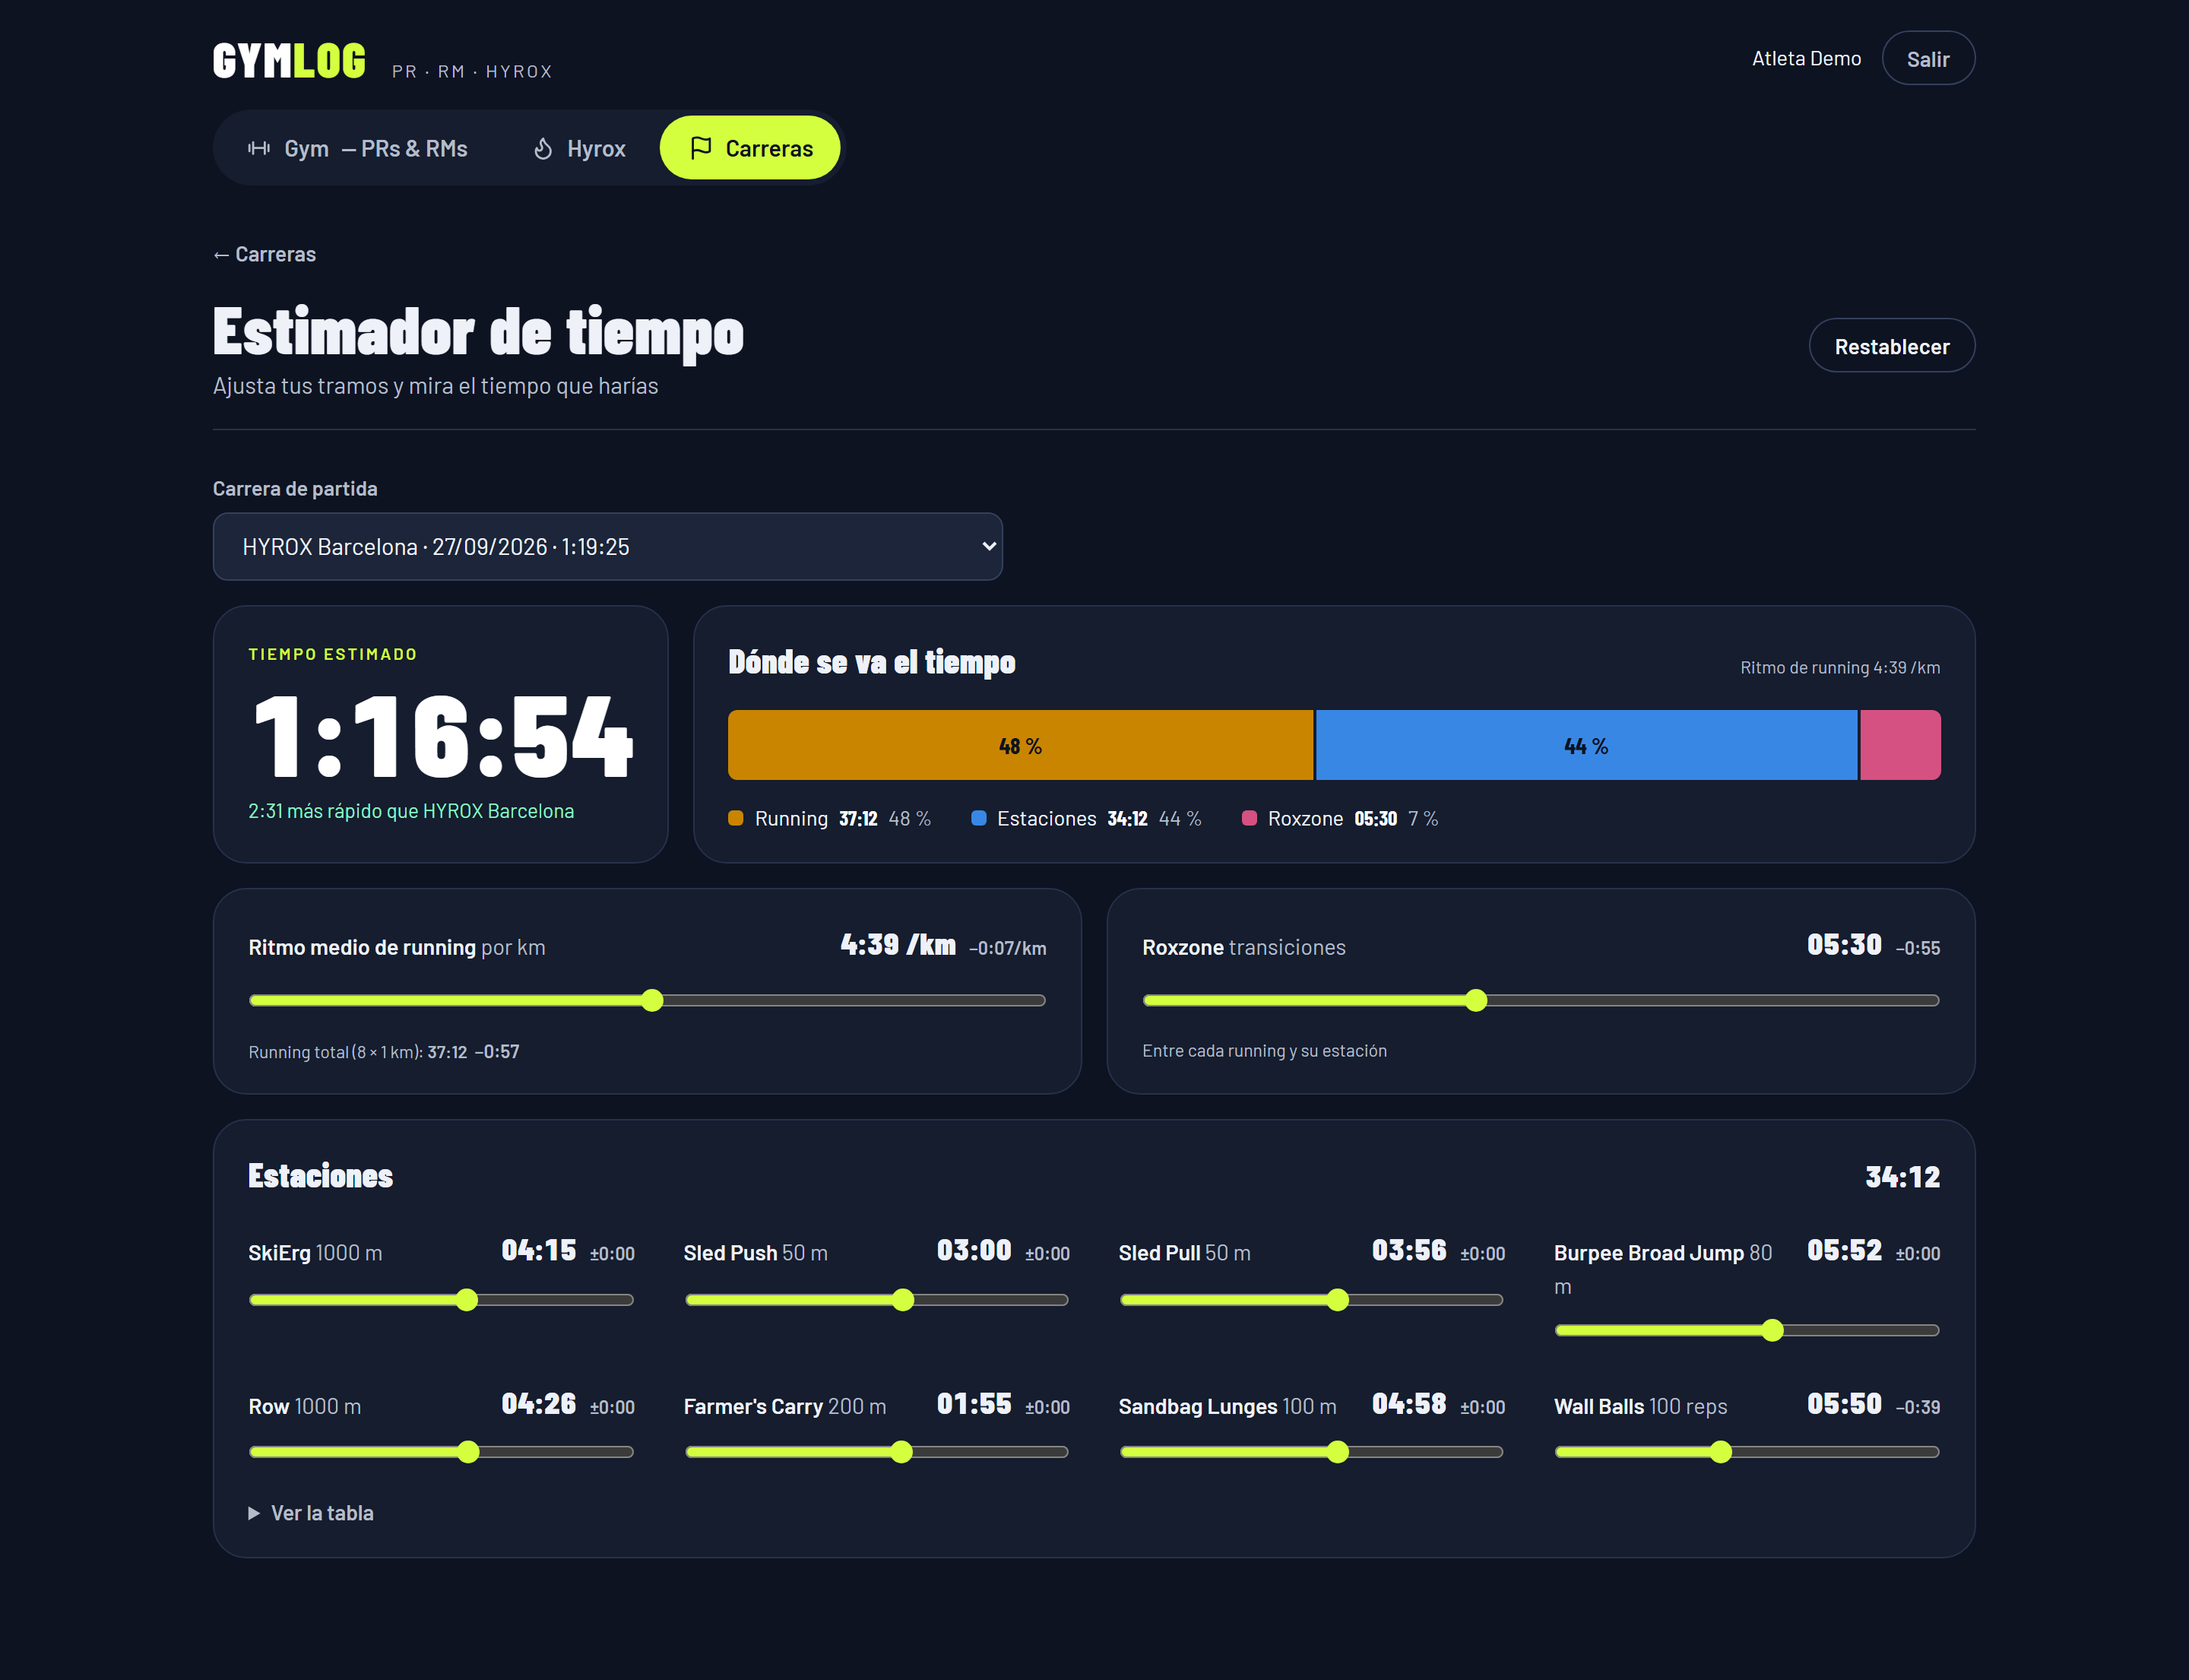 GYMLOG PR · RM · HYROX
Atleta Demo Salir
Gym — PRs & RMs Hyrox Carreras
← Carreras
Estimador de tiempo
Ajusta tus tramos y mira el tiempo que harías
Restablecer
Carrera de partida
HYROX Barcelona · 27/09/2026 · 1:19:25
TIEMPO ESTIMADO
1:16:54
2:31 más rápido que HYROX Barcelona
Dónde se va el tiempo
Ritmo de running 4:39 /km
48 % 44 %
Running 37:12 48 % Estaciones 34:12 44 % Roxzone 05:30 7 %
Ritmo medio de running por km 4:39 /km −0:07/km
Running total (8 × 1 km): 37:12 −0:57
Roxzone transiciones 05:30 −0:55
Entre cada running y su estación
Estaciones 34:12
SkiErg 1000 m 04:15 ±0:00
Sled Push 50 m 03:00 ±0:00
Sled Pull 50 m 03:56 ±0:00
Burpee Broad Jump 80 05:52 ±0:00
m
Row 1000 m 04:26 ±0:00
Farmer's Carry 200 m 01:55 ±0:00
Sandbag Lunges 100 m 04:58 ±0:00
Wall Balls 100 reps 05:50 −0:39
Ver la tabla